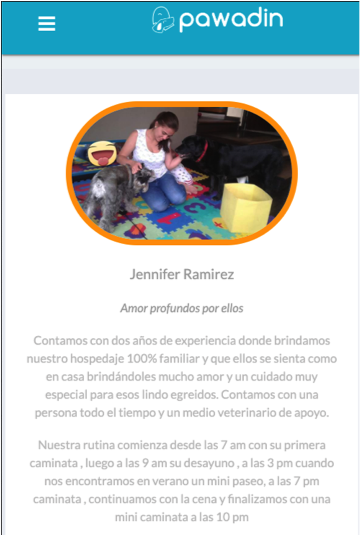 pawadin
Jennifer Ramirez
Amor profundos por ellos
Contamos con dos años de experiencia donde brindamos
nuestro hospedaje 100% familiar y que ellos se sienta como
en casa brindándoles mucho amor y un cuidado muy
especial para esos lindo egreidos. Contamos con una
persona todo el tiempo y un medio veterinario de apoyo.
Nuestra rutina comienza desde las 7 am con su primera
caminata , luego a las 9 am su desayuno , a las 3 pm cuando
nos encontramos en verano un mini paseo, a las 7 pm
caminata , continuamos con la cena y finalizamos con una
mini caminata a las 10 pm